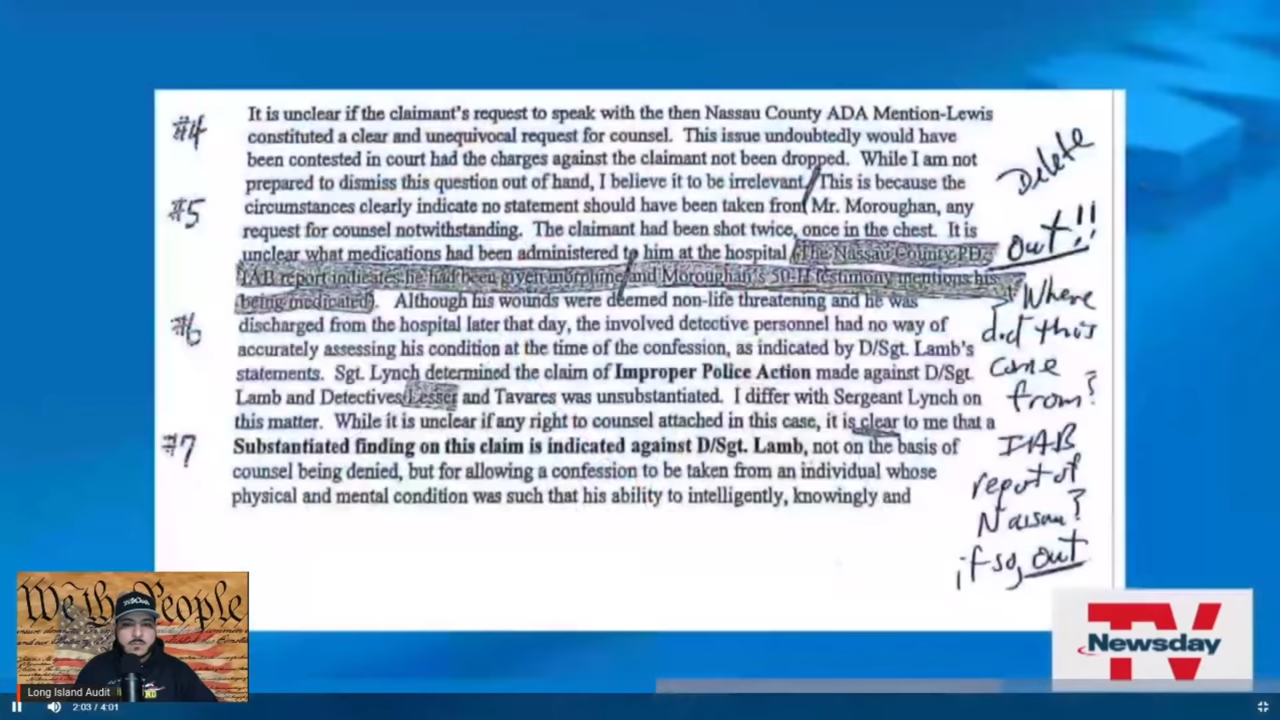 #4
It is unclear if the claimant's request to speak with the then Nassau County ADA Mention-Lewis
constituted a clear and unequivocal request for counsel. This issue undoubtedly would have
been contested in court had the charges against the claimant not been dropped. While I am not
prepared to dismiss this question out of hand, I believe it to be irrelevant. This is because the
#5
circumstances clearly indicate no statement should have been taken from Mr. Moroughan, any
request for counsel notwithstanding. The claimant had been shot twice, once in the chest. It is
unclear what medications had been administered to him at the hospital (The Nassau County PD
IAB report indicates he had been given morphine and Moroughan's 50-H testimony mentions his
being medicated). Although his wounds were deemed non-life threatening and he was
#6
discharged from the hospital later that day, the involved detective personnel had no way of
accurately assessing his condition at the time of the confession, as indicated by D/Sgt. Lamb's
statements. Sgt. Lynch determined the claim of Improper Police Action made against D/Sgt.
Lamb and Detectives Lesser and Tavares was unsubstantiated. I differ with Sergeant Lynch on
this matter. While it is unclear if any right to counsel attached in this case, it is clear to me that a
#7
Substantiated finding on this claim is indicated against D/Sgt. Lamb, not on the basis of
counsel being denied, but for allowing a confession to be taken from an individual whose
physical and mental condition was such that his ability to intelligently, knowingly and
Delete
out!!
Where
did this
come
from?
IAB
report of
Nassau?
if so, out
We the People
Long Island Audit
2:03 / 4:01
TV
Newsday